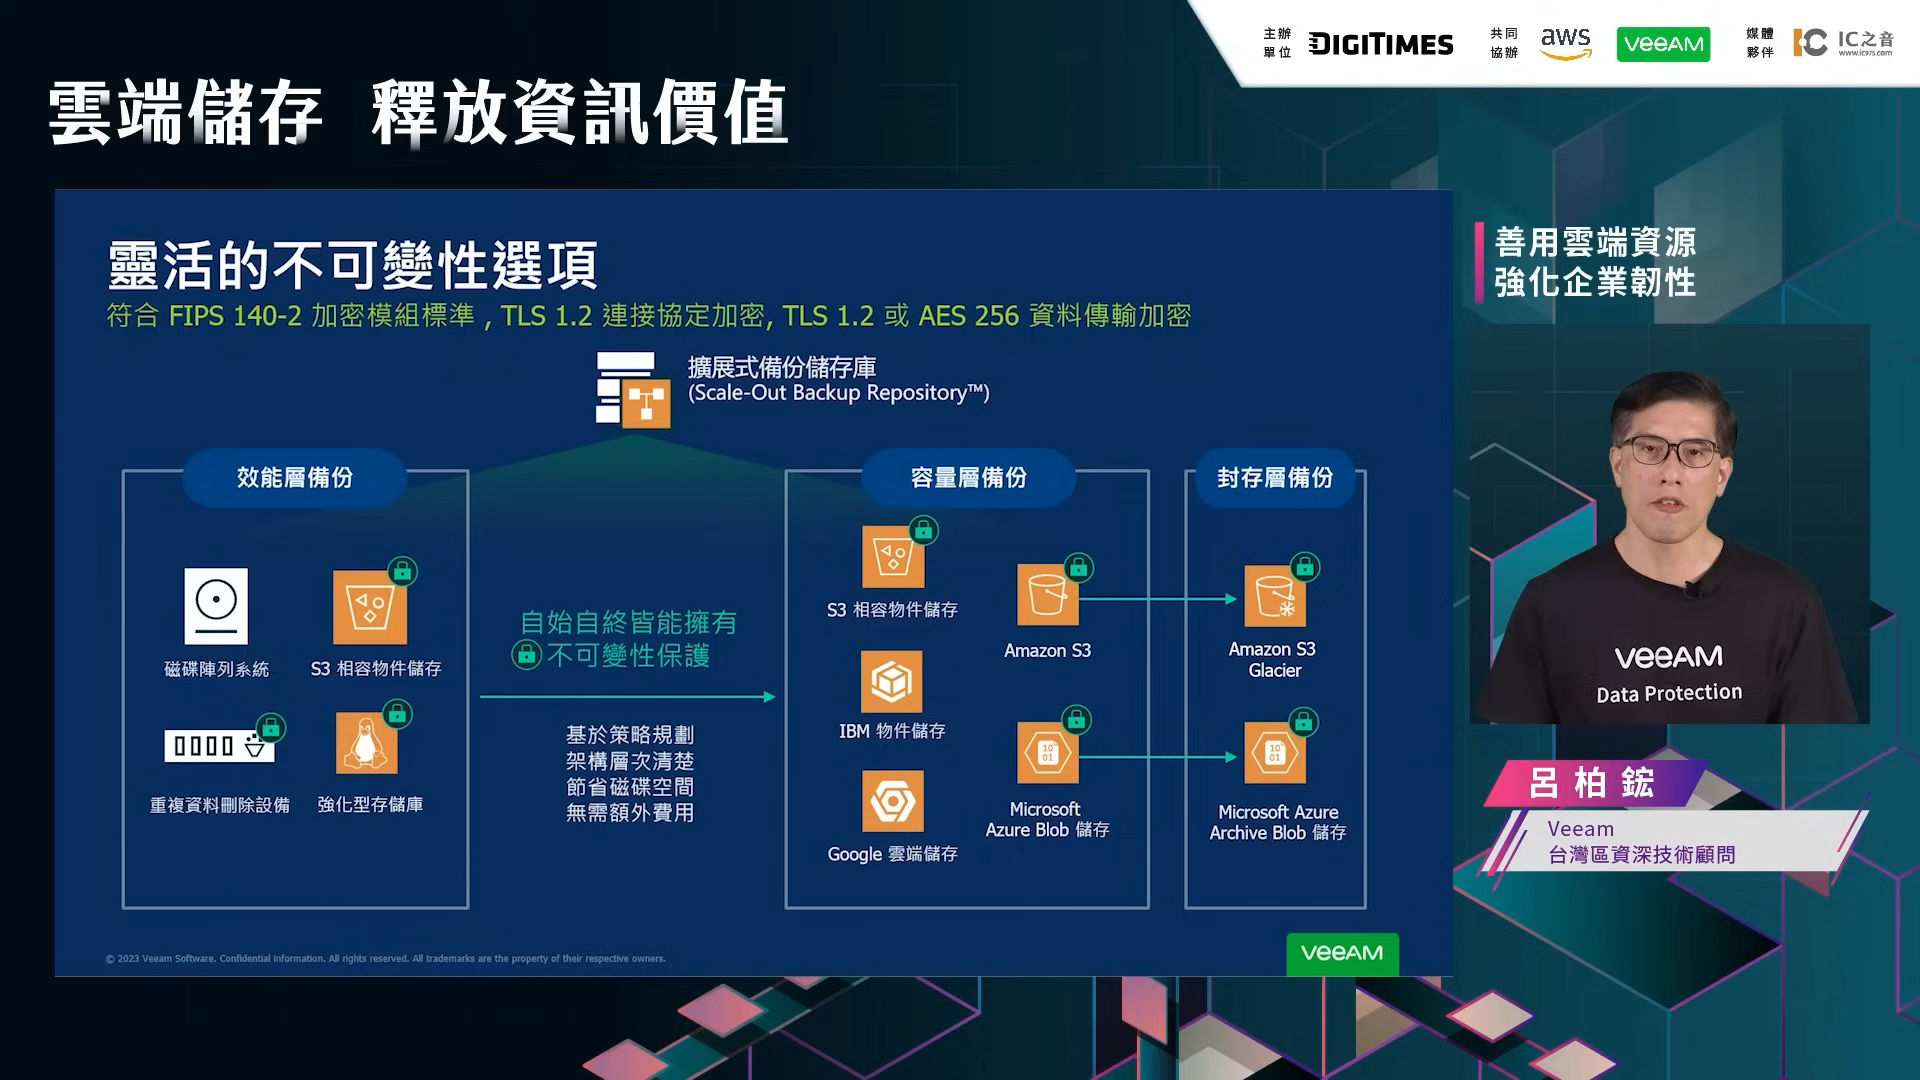 主辦
單位
DIGITIMES
共同
協辦
aws
veeAM
媒體
夥伴
IC之音
www.ic975.com
雲端儲存 釋放資訊價值
靈活的不可變性選項
符合 FIPS 140-2 加密模組標準 , TLS 1.2 連接協定加密, TLS 1.2 或 AES 256 資料傳輸加密
擴展式備份儲存庫
(Scale-Out Backup Repository™)
效能層備份
磁碟陣列系統
S3 相容物件儲存
重複資料刪除設備
強化型存儲庫
自始自終皆能擁有
不可變性保護
基於策略規劃
架構層次清楚
節省磁碟空間
無需額外費用
容量層備份
S3 相容物件儲存
Amazon S3
IBM 物件儲存
10
01
Microsoft
Azure Blob 儲存
Google 雲端儲存
封存層備份
Amazon S3
Glacier
10
01
Microsoft Azure
Archive Blob 儲存
© 2023 Veeam Software. Confidential information. All rights reserved. All trademarks are the property of their respective owners.
veeAM
善用雲端資源
強化企業韌性
veeAM
Data Protection
呂柏鋐
Veeam
台灣區資深技術顧問